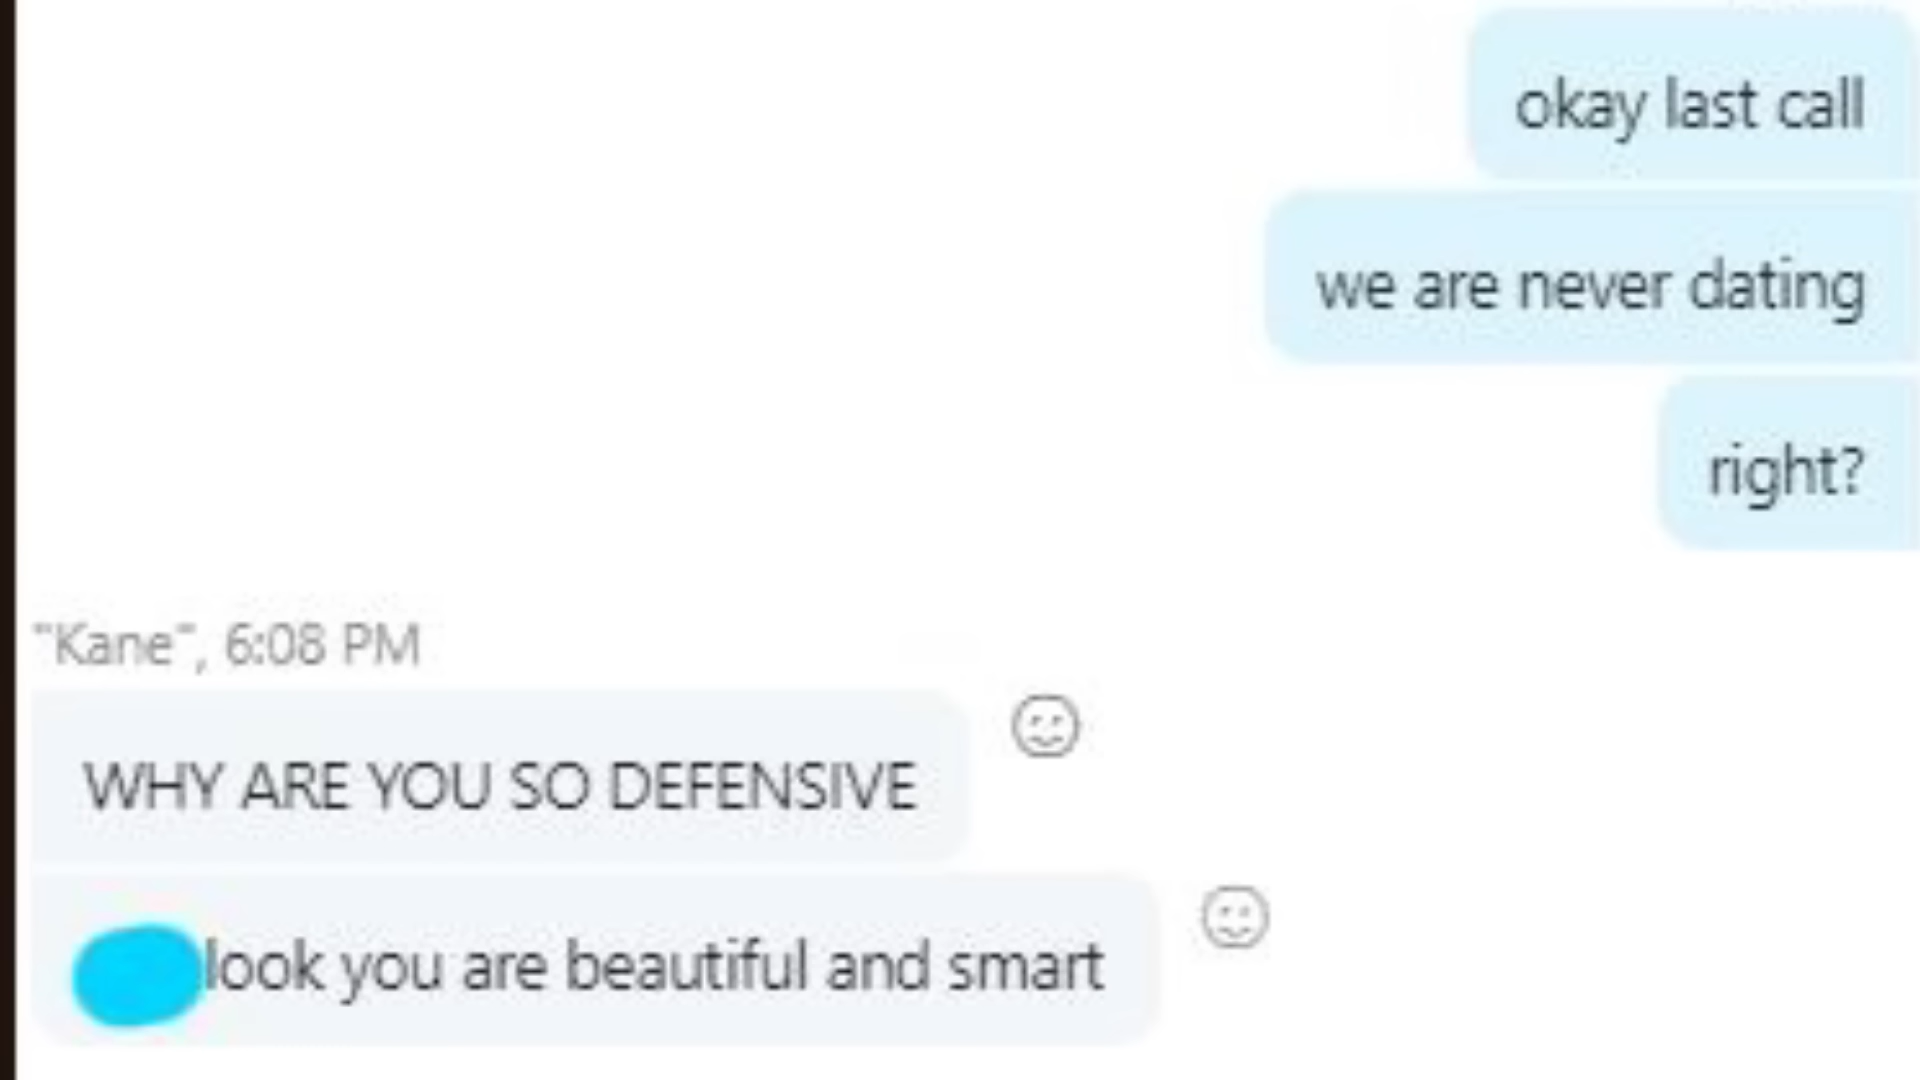 okay last call
we are never dating
right?
"Kane", 6:08 PM
WHY ARE YOU SO DEFENSIVE
look you are beautiful and smart